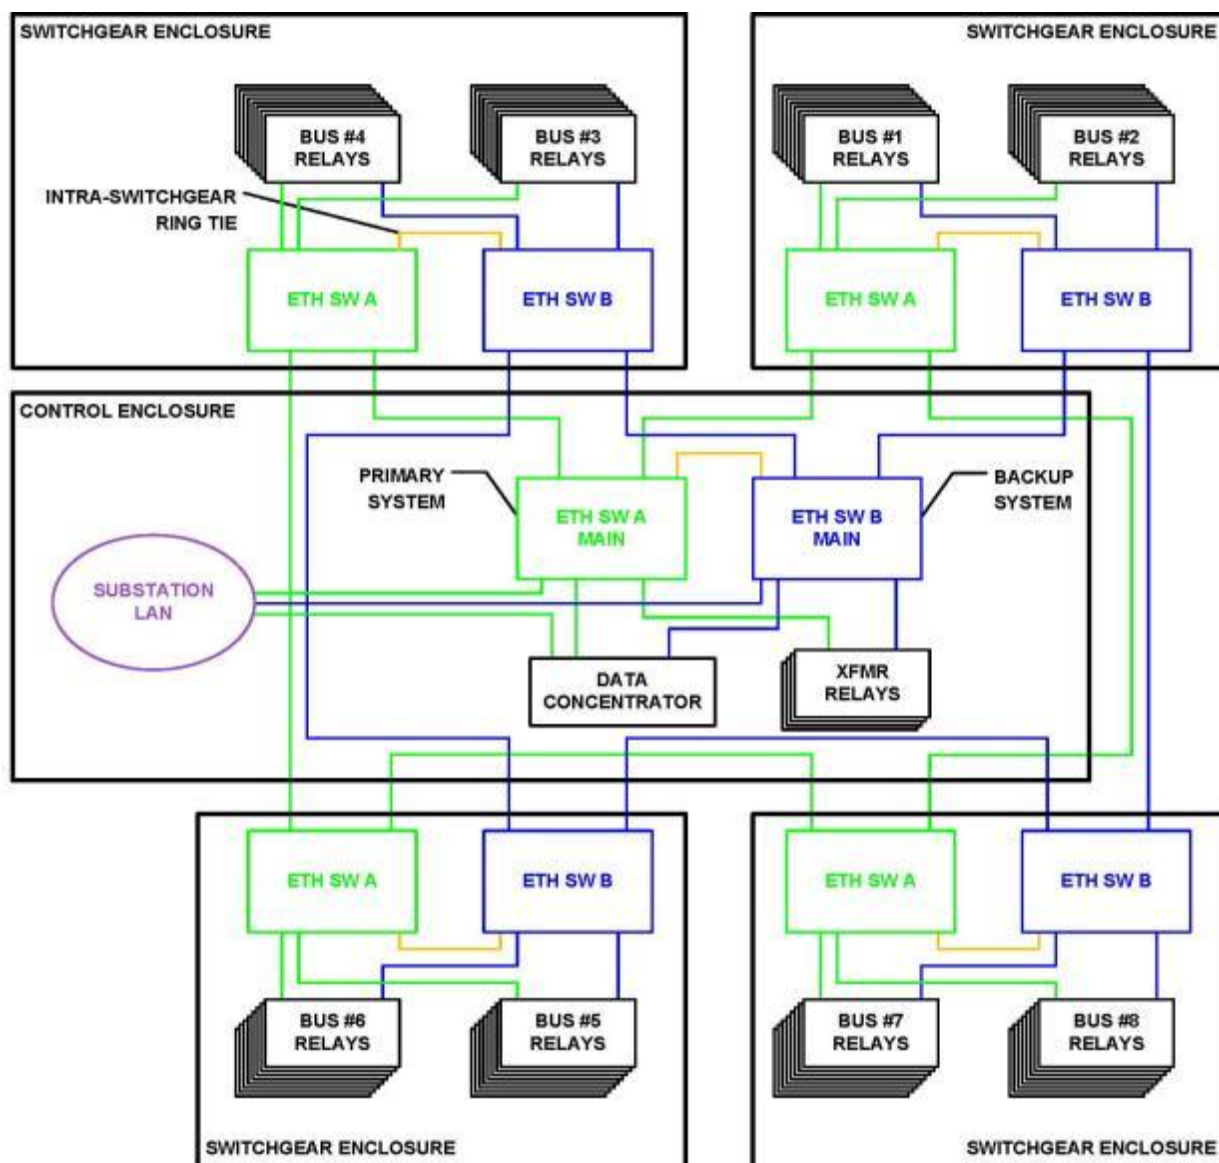 SWITCHGEAR ENCLOSURE
SWITCHGEAR ENCLOSURE
BUS #4
RELAYS
BUS #3
RELAYS
BUS #1
RELAYS
BUS #2
RELAYS
INTRA-SWITCHGEAR
RING TIE
ETH SW A
ETH SW B
ETH SW A
ETH SW B
CONTROL ENCLOSURE
PRIMARY
SYSTEM
ETH SW A
MAIN
ETH SW B
MAIN
BACKUP
SYSTEM
SUBSTATION
LAN
DATA
CONCENTRATOR
XFMR
RELAYS
ETH SW A
ETH SW B
ETH SW A
ETH SW B
BUS #6
RELAYS
BUS #5
RELAYS
BUS #7
RELAYS
BUS #8
RELAYS
SWITCHGEAR ENCLOSURE
SWITCHGEAR ENCLOSURE